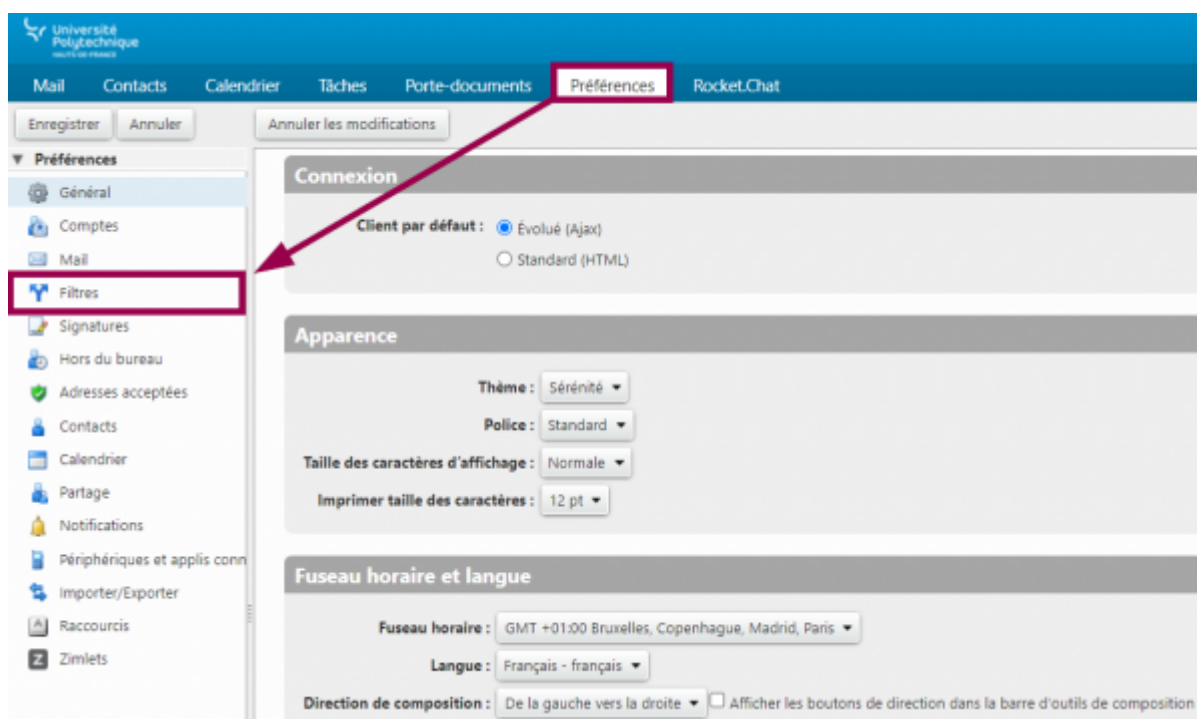 Université
Polytechnique
HAUTS-DE-FRANCE
Mail Contacts Calendrier Tâches Porte-documents Préférences Rocket.Chat
Enregistrer Annuler Annuler les modifications
Préférences
Général
Comptes
Mail
Filtres
Signatures
Hors du bureau
Adresses acceptées
Contacts
Calendrier
Partage
Notifications
Périphériques et applis conn
Importer/Exporter
Raccourcis
Zimlets
Connexion
Client par défaut : Évolué (Ajax)
Standard (HTML)
Apparence
Thème : Sérénité
Police : Standard
Taille des caractères d'affichage : Normale
Imprimer taille des caractères : 12 pt
Fuseau horaire et langue
Fuseau horaire : GMT +01:00 Bruxelles, Copenhague, Madrid, Paris
Langue : Français - français
Direction de composition : De la gauche vers la droite Afficher les boutons de direction dans la barre d'outils de composition